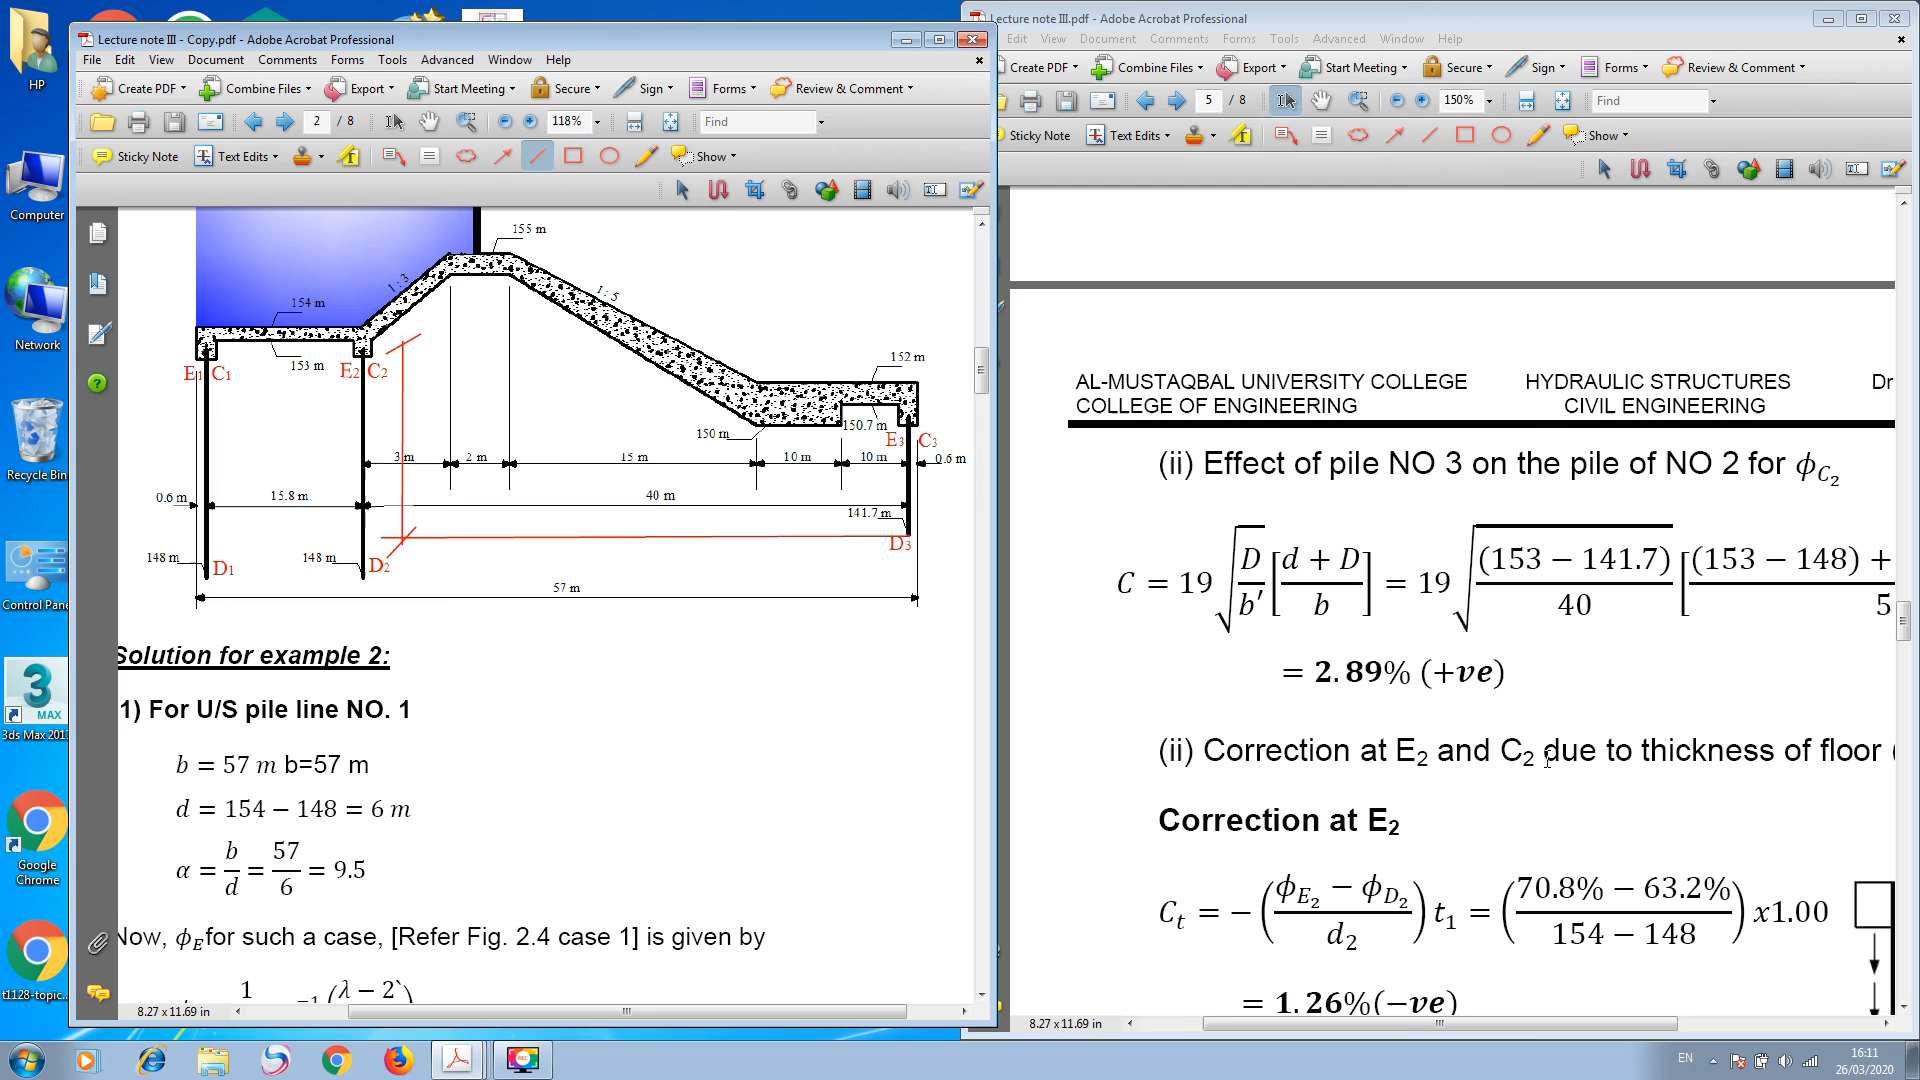 HP
Computer
Network
Recycle Bin
Control Pane
3
MAX
3ds Max 201
Google
Chrome
t1128-topic...
Lecture note III - Copy.pdf - Adobe Acrobat Professional
File Edit View Document Comments Forms Tools Advanced Window Help
Create PDF Combine Files Export Start Meeting Secure Sign Forms Review & Comment
2 / 8 118% Find
Sticky Note Text Edits Show
155 m
1:3
1:5
154 m
153 m
E1 C1
E2 C2
152 m
150 m
150.7 m
E3 C3
3 m 2 m 15 m 10 m 10 m 0.6 m
0.6 m 15.8 m 40 m
141.7 m
D3
148 m D1 148 m D2
57 m
Solution for example 2:
1) For U/S pile line NO. 1
b = 57 m b=57 m
d = 154 − 148 = 6 m
α = b/d = 57/6 = 9.5
Now, ϕE for such a case, [Refer Fig. 2.4 case 1] is given by
1 −1 (λ − 2`)
8.27 x 11.69 in
Lecture note III.pdf - Adobe Acrobat Professional
Edit View Document Comments Forms Tools Advanced Window Help
Create PDF Combine Files Export Start Meeting Secure Sign Forms Review & Comment
5 / 8 150% Find
Sticky Note Text Edits Show
AL-MUSTAQBAL UNIVERSITY COLLEGE HYDRAULIC STRUCTURES Dr
COLLEGE OF ENGINEERING CIVIL ENGINEERING
(ii) Effect of pile NO 3 on the pile of NO 2 for ϕC2
C = 19 √(D/b′) [(d + D)/b] = 19 √((153 − 141.7)/40) [(153 − 148) + / 5
= 2.89% (+ve)
(ii) Correction at E2 and C2 due to thickness of floor (
Correction at E2
Ct = −((ϕE2 − ϕD2)/d2) t1 = ((70.8% − 63.2%)/(154 − 148)) x1.00
= 1.26%(−ve)
8.27 x 11.69 in
REC
EN
16:11
26/03/2020